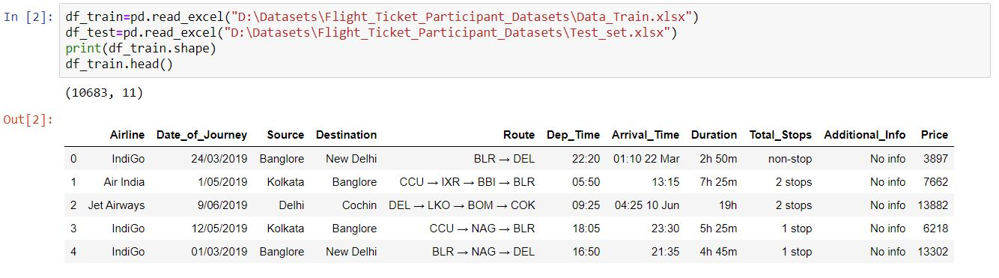 In [2]: df_train=pd.read_excel("D:\Datasets\Flight_Ticket_Participant_Datasets\Data_Train.xlsx")
df_test=pd.read_excel("D:\Datasets\Flight_Ticket_Participant_Datasets\Test_set.xlsx")
print(df_train.shape)
df_train.head()
(10683, 11)
Out[2]:
Airline Date_of_Journey Source Destination Route Dep_Time Arrival_Time Duration Total_Stops Additional_Info Price
0 IndiGo 24/03/2019 Banglore New Delhi BLR → DEL 22:20 01:10 22 Mar 2h 50m non-stop No info 3897
1 Air India 1/05/2019 Kolkata Banglore CCU → IXR → BBI → BLR 05:50 13:15 7h 25m 2 stops No info 7662
2 Jet Airways 9/06/2019 Delhi Cochin DEL → LKO → BOM → COK 09:25 04:25 10 Jun 19h 2 stops No info 13882
3 IndiGo 12/05/2019 Kolkata Banglore CCU → NAG → BLR 18:05 23:30 5h 25m 1 stop No info 6218
4 IndiGo 01/03/2019 Banglore New Delhi BLR → NAG → DEL 16:50 21:35 4h 45m 1 stop No info 13302